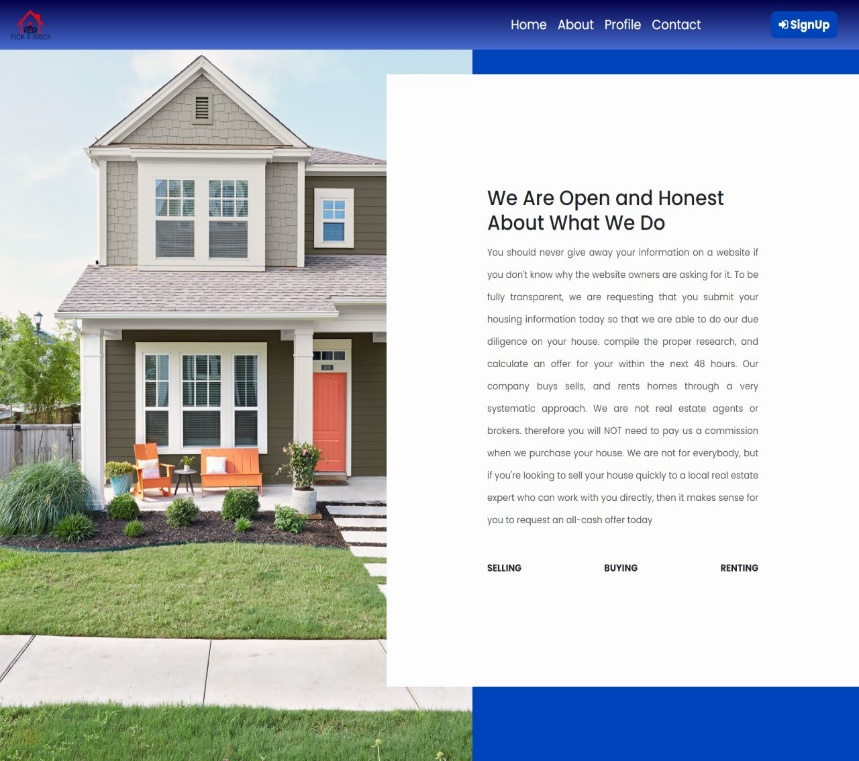 PICK A BRICK
Home About Profile Contact
SignUp
We Are Open and Honest
About What We Do
You should never give away your information on a website if
you don't know why the website owners are asking for it. To be
fully transparent, we are requesting that you submit your
housing information today so that we are able to do our due
diligence on your house. compile the proper research, and
calculate an offer for your within the next 48 hours. Our
company buys sells, and rents homes through a very
systematic approach. We are not real estate agents or
brokers. therefore you will NOT need to pay us a commission
when we purchase your house. We are not for everybody, but
if you're looking to sell your house quickly to a local real estate
expert who can work with you directly, then it makes sense for
you to request an all-cash offer today
SELLING BUYING RENTING